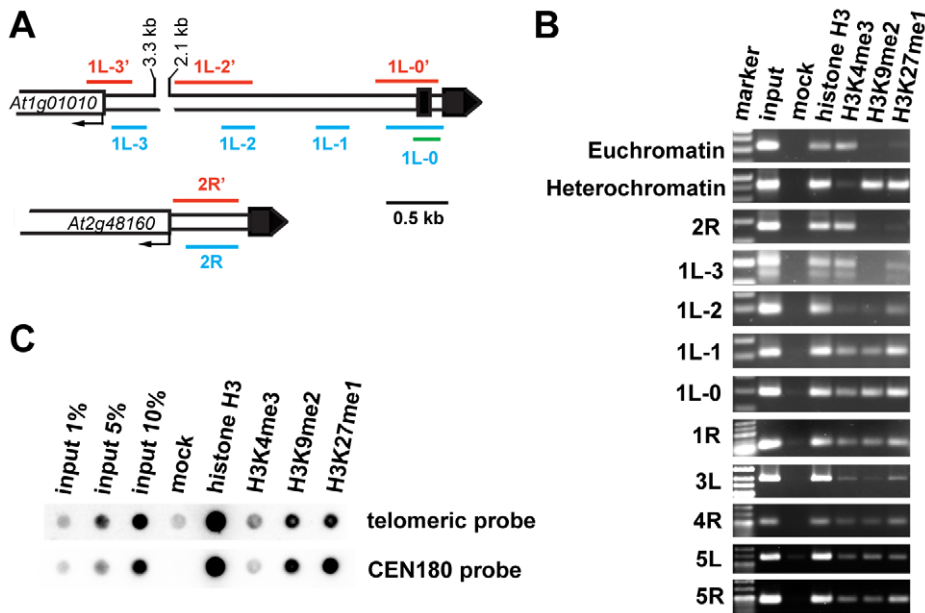 A
3.3 kb
2.1 kb
1L-3' 1L-2' 1L-0'
At1g01010
1L-3 1L-2 1L-1
1L-0
2R'
At2g48160
0.5 kb
2R
B
marker input mock histone H3 H3K4me3 H3K9me2 H3K27me1
Euchromatin
Heterochromatin
2R
1L-3
1L-2
1L-1
1L-0
1R
3L
4R
5L
5R
C
input 1% input 5% input 10% mock histone H3 H3K4me3 H3K9me2 H3K27me1
telomeric probe
CEN180 probe